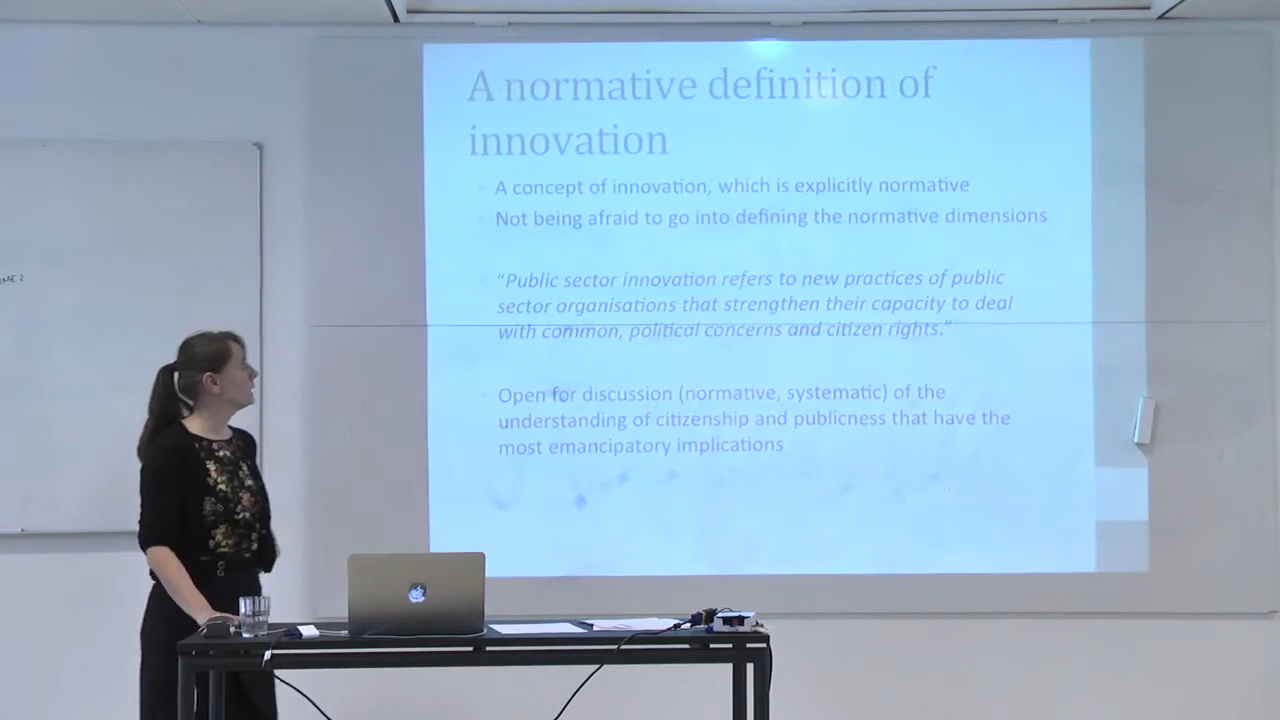 A normative definition of
innovation
A concept of innovation, which is explicitly normative
Not being afraid to go into defining the normative dimensions
“Public sector innovation refers to new practices of public
sector organisations that strengthen their capacity to deal
with common, political concerns and citizen rights.”
Open for discussion (normative, systematic) of the
understanding of citizenship and publicness that have the
most emancipatory implications